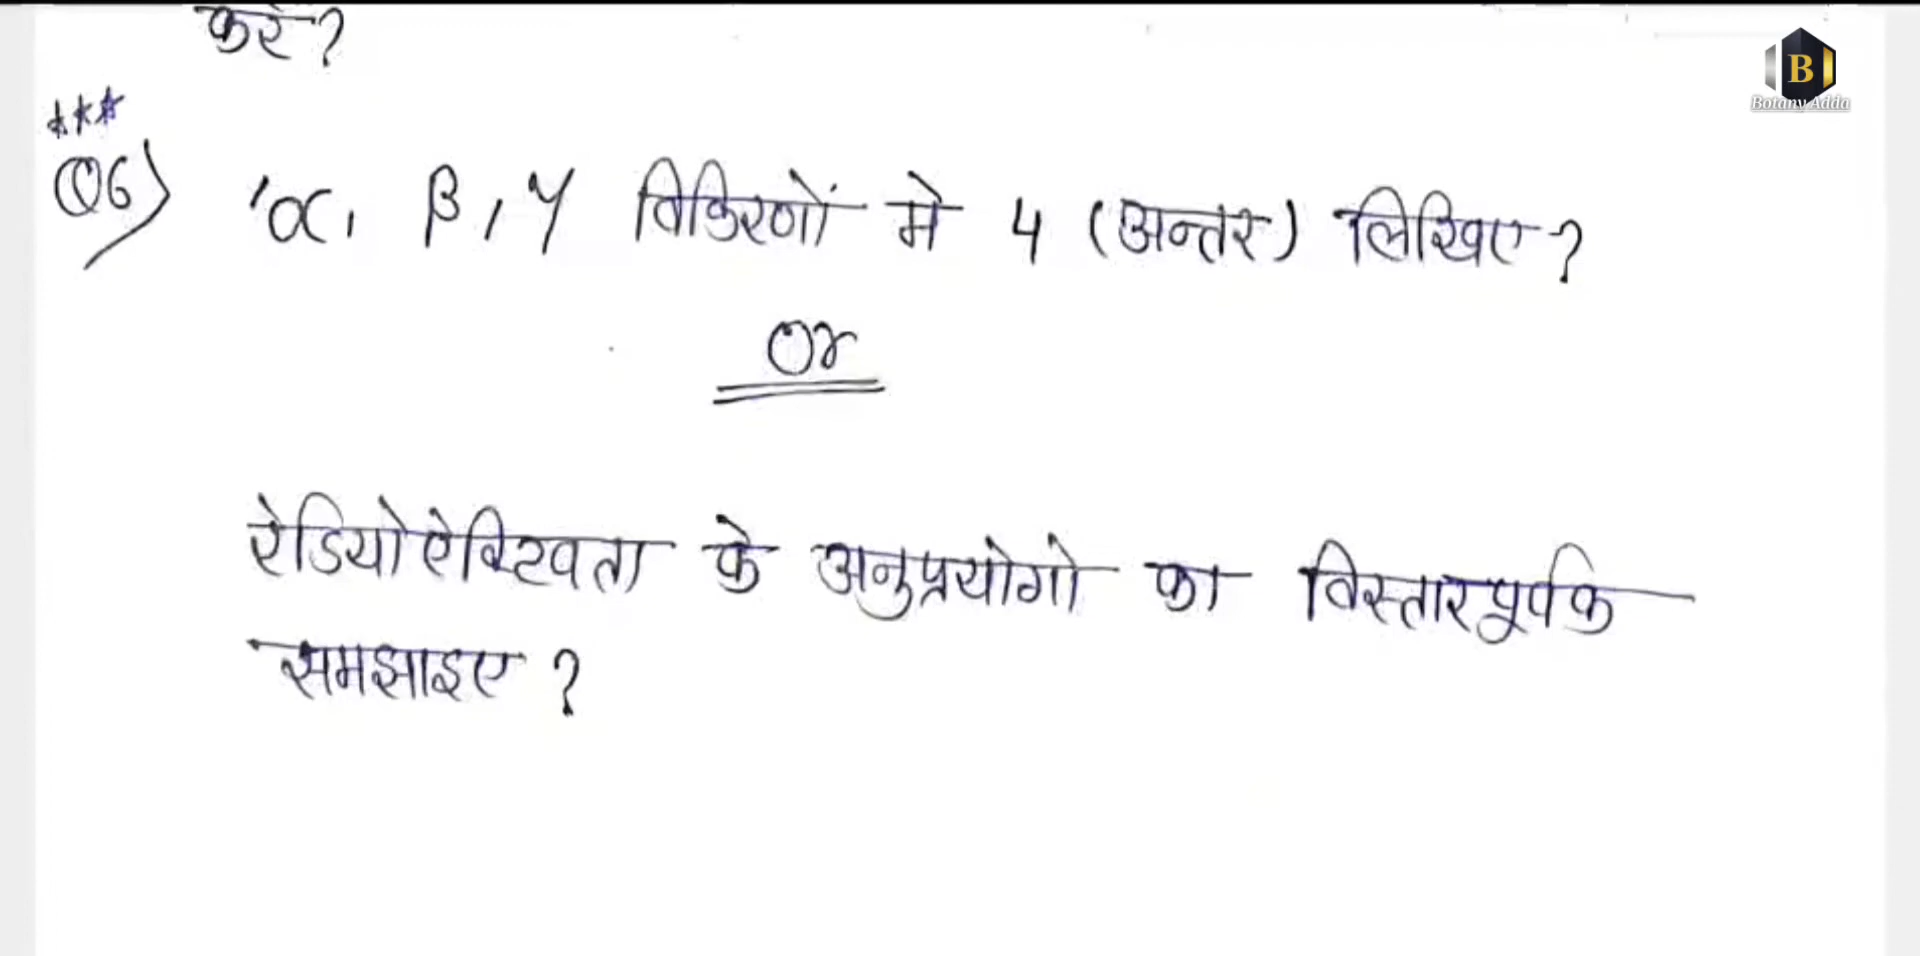 करे?
B
Botany Adda
***
Q6) 'α, β, γ विकिरणों मे 4 (अन्तर) लिखिए?
Or
रेडियोऐक्टिवता के अनुप्रयोगो का विस्तारपूर्वक
समझाइए?